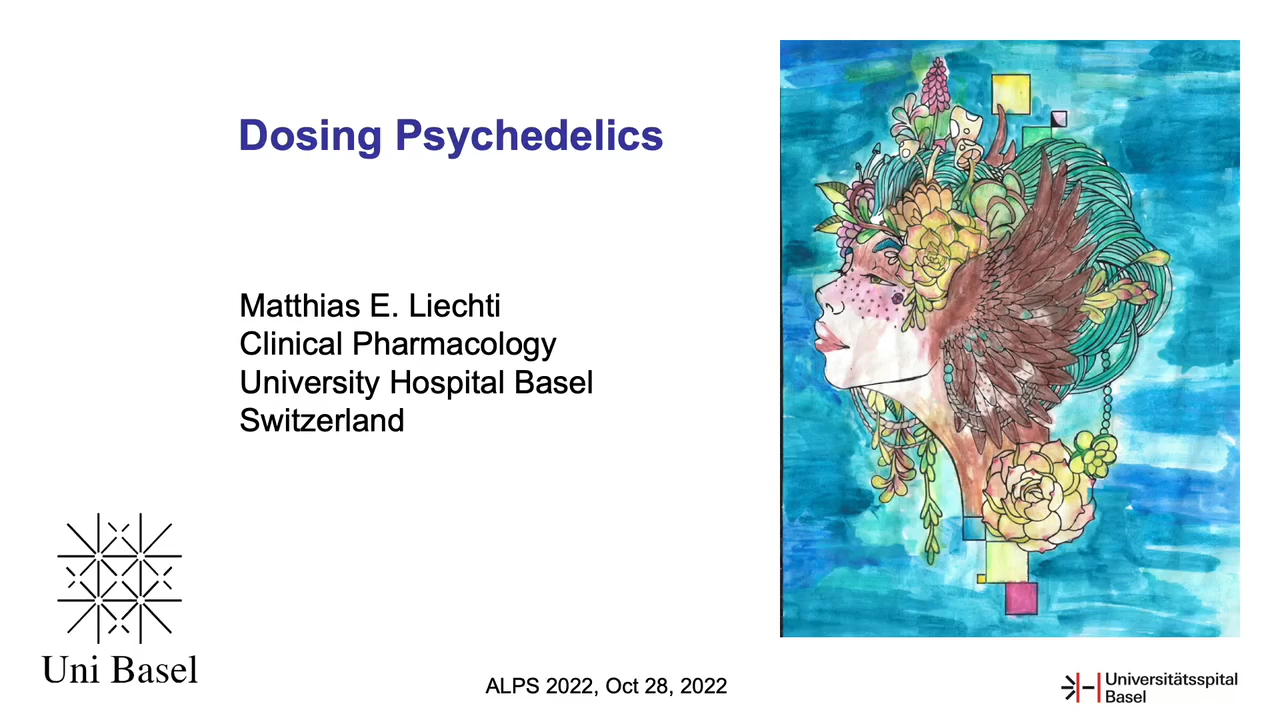 Dosing Psychedelics
Matthias E. Liechti
Clinical Pharmacology
University Hospital Basel
Switzerland
Uni Basel
ALPS 2022, Oct 28, 2022
Universitätsspital
Basel